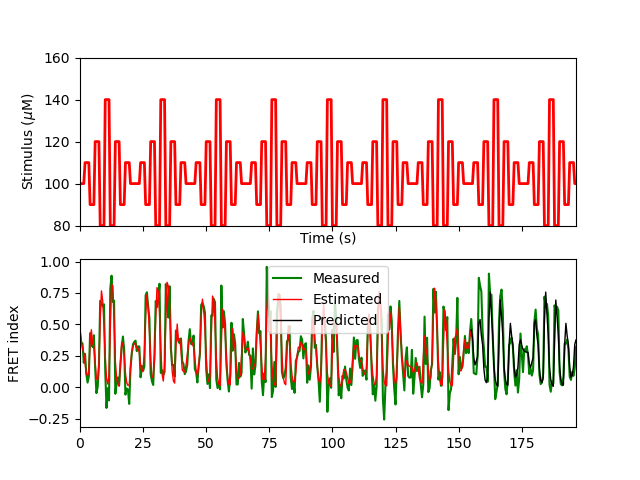 160
140
120
100
80
Stimulus (μM)
Time (s)
1.00
0.75
0.50
0.25
0.00
−0.25
FRET index
Measured
Estimated
Predicted
0 25 50 75 100 125 150 175